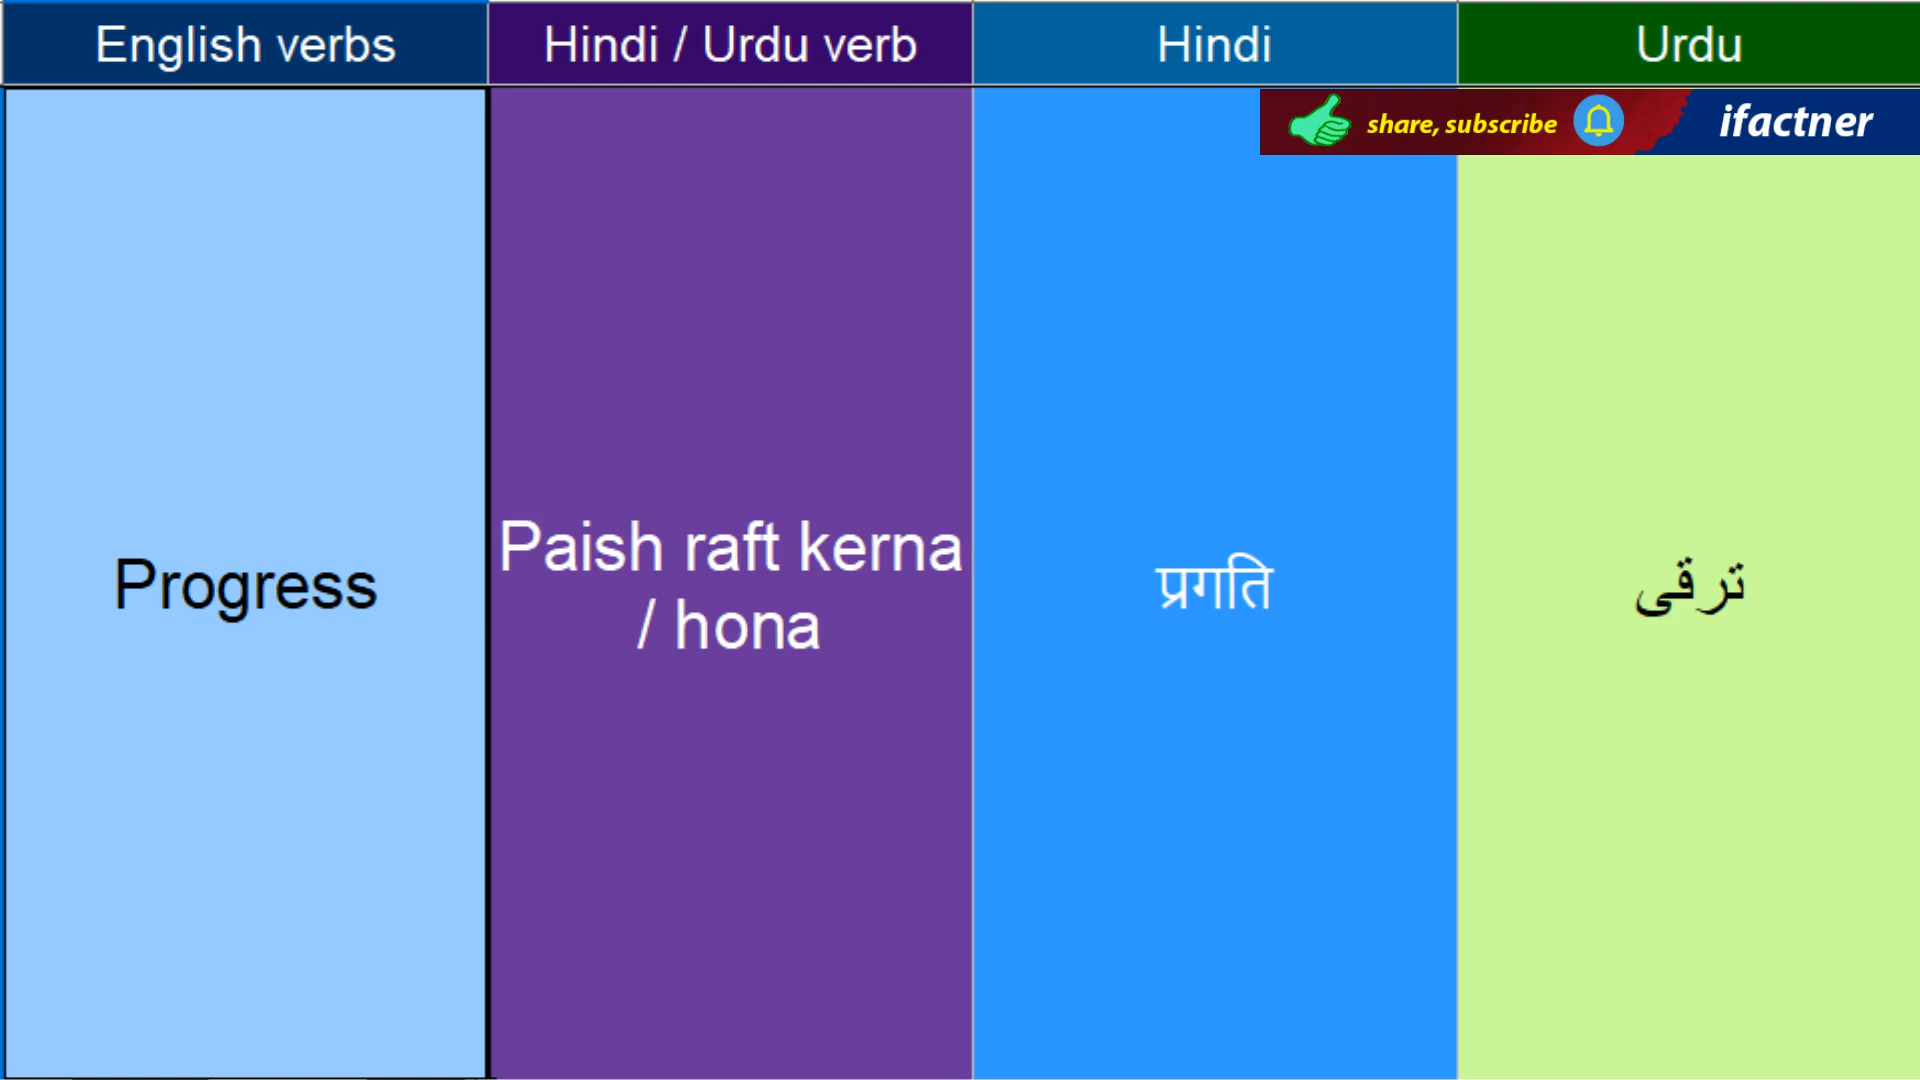 English verbs
Hindi / Urdu verb
Hindi
Urdu
share, subscribe
ifactner
Progress
Paish raft kerna
/ hona
प्रगति
ترقی